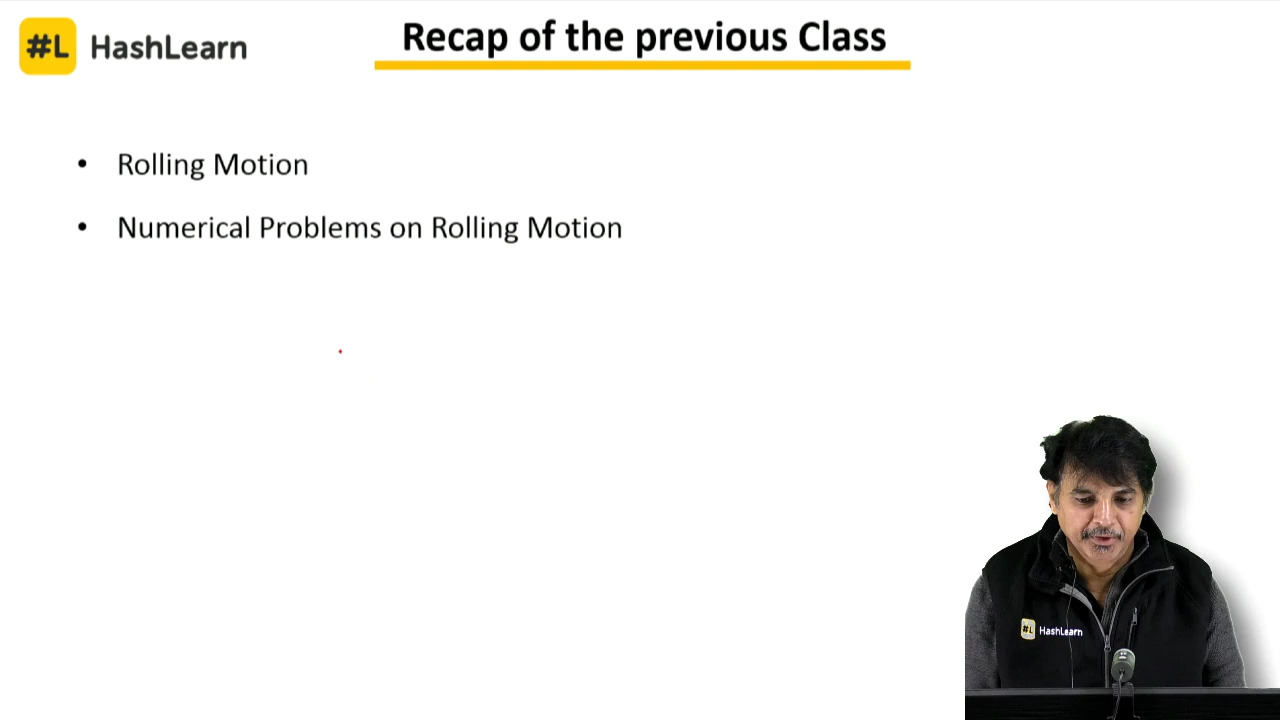 #L HashLearn
Recap of the previous Class
• Rolling Motion
• Numerical Problems on Rolling Motion
#L HashLearn